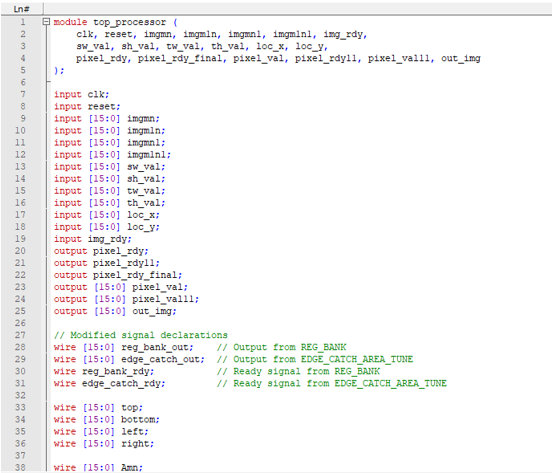 Ln#
1 module top_processor (
2 clk, reset, imgmn, imgm1n, imgmn1, imgm1n1, img_rdy,
3 sw_val, sh_val, tw_val, th_val, loc_x, loc_y,
4 pixel_rdy, pixel_rdy_final, pixel_val, pixel_rdy11, pixel_val11, out_img
5 );
6
7 input clk;
8 input reset;
9 input [15:0] imgmn;
10 input [15:0] imgm1n;
11 input [15:0] imgmn1;
12 input [15:0] imgm1n1;
13 input [15:0] sw_val;
14 input [15:0] sh_val;
15 input [15:0] tw_val;
16 input [15:0] th_val;
17 input [15:0] loc_x;
18 input [15:0] loc_y;
19 input img_rdy;
20 output pixel_rdy;
21 output pixel_rdy11;
22 output pixel_rdy_final;
23 output [15:0] pixel_val;
24 output [15:0] pixel_val11;
25 output [15:0] out_img;
26
27 // Modified signal declarations
28 wire [15:0] reg_bank_out; // Output from REG_BANK
29 wire [15:0] edge_catch_out; // Output from EDGE_CATCH_AREA_TUNE
30 wire reg_bank_rdy; // Ready signal from REG_BANK
31 wire edge_catch_rdy; // Ready signal from EDGE_CATCH_AREA_TUNE
32
33 wire [15:0] top;
34 wire [15:0] bottom;
35 wire [15:0] left;
36 wire [15:0] right;
37
38 wire [15:0] Amn;